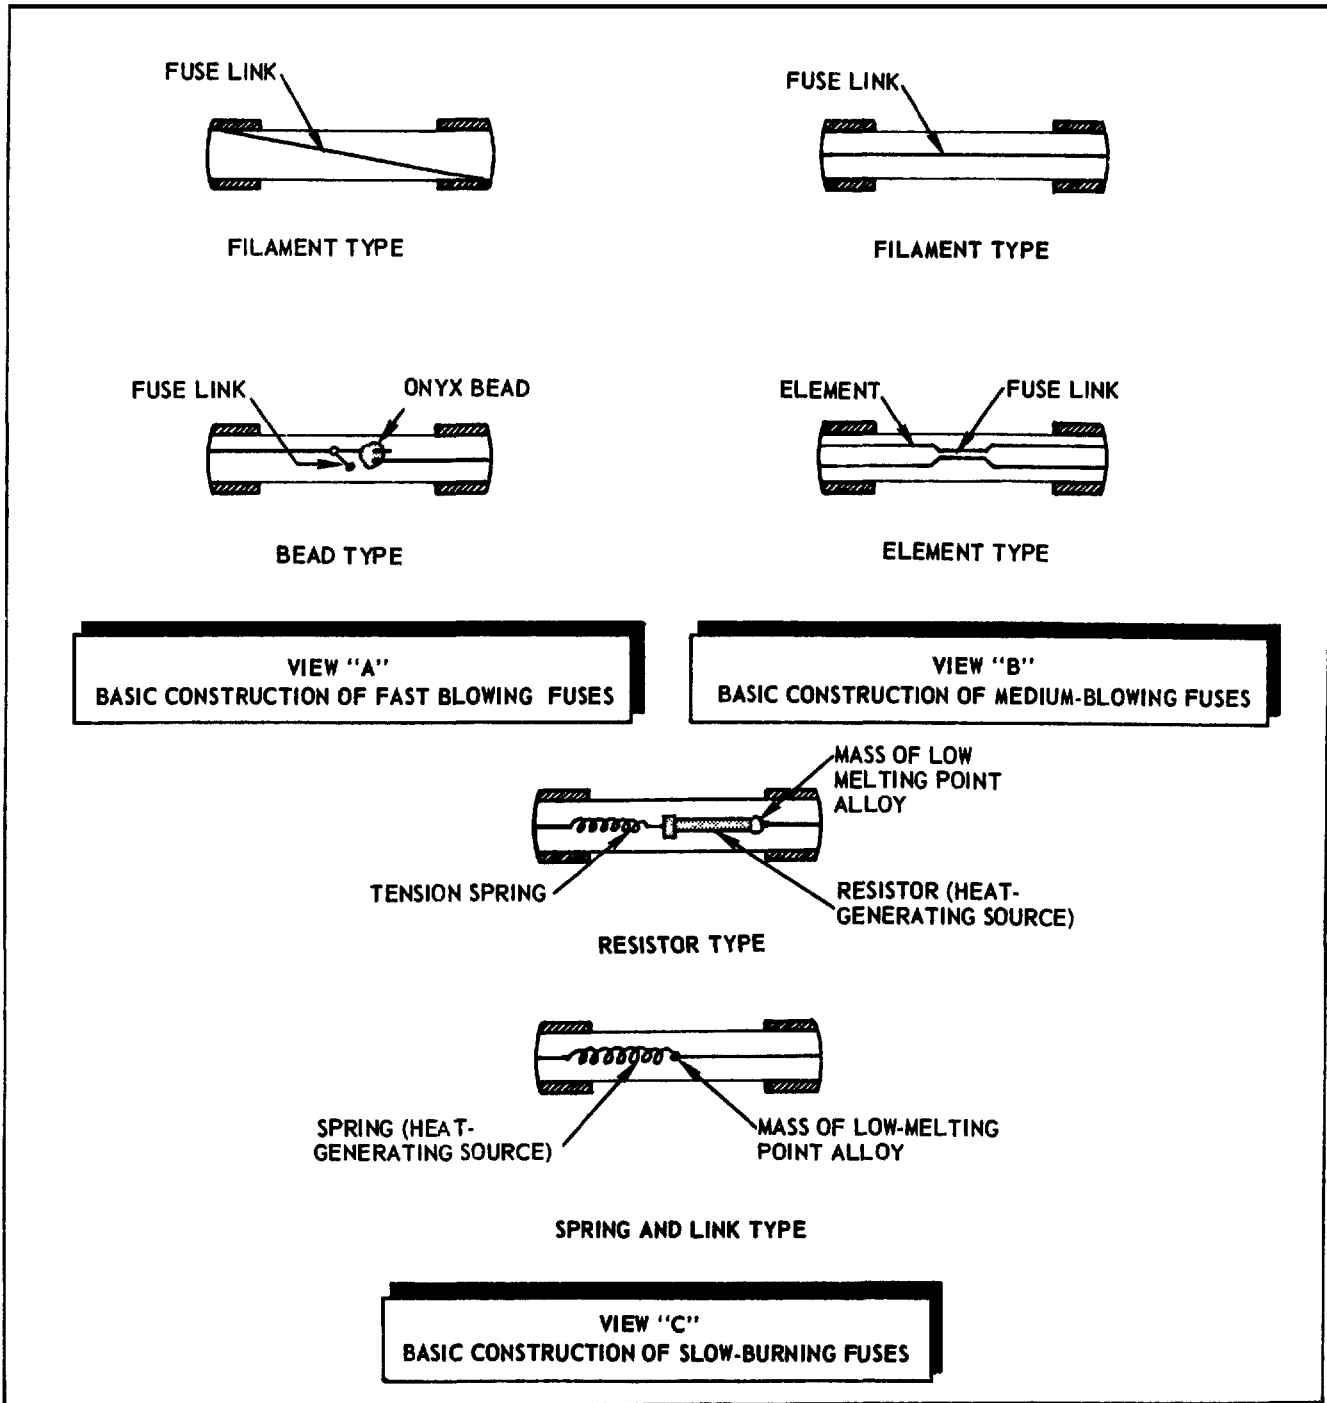 FUSE LINK
FILAMENT TYPE
FUSE LINK
FILAMENT TYPE
FUSE LINK
ONYX BEAD
BEAD TYPE
ELEMENT
FUSE LINK
ELEMENT TYPE
VIEW "A"
BASIC CONSTRUCTION OF FAST BLOWING FUSES
VIEW "B"
BASIC CONSTRUCTION OF MEDIUM-BLOWING FUSES
MASS OF LOW
MELTING POINT
ALLOY
TENSION SPRING
RESISTOR (HEAT-
GENERATING SOURCE)
RESISTOR TYPE
SPRING (HEAT-
GENERATING SOURCE)
MASS OF LOW-MELTING
POINT ALLOY
SPRING AND LINK TYPE
VIEW "C"
BASIC CONSTRUCTION OF SLOW-BURNING FUSES